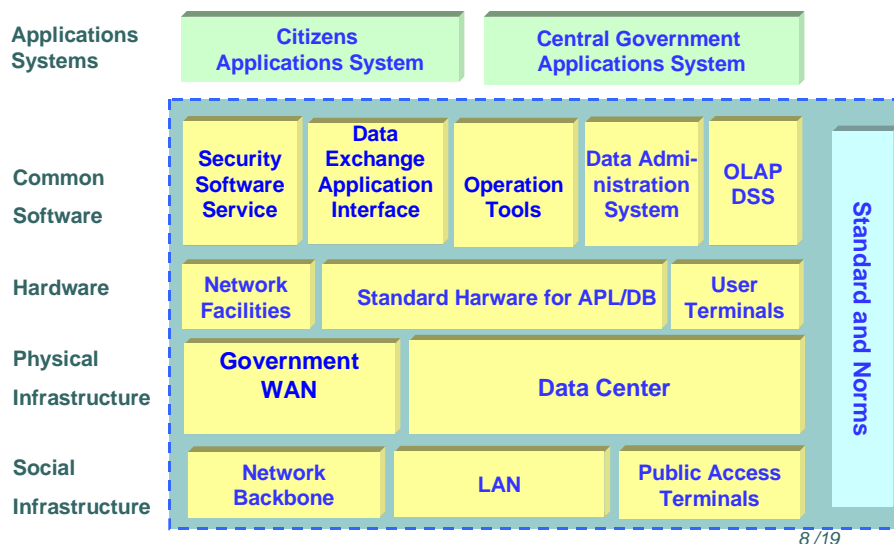 Applications
Systems
Citizens
Applications System
Central Government
Applications System
Common
Software
Security
Software
Service
Data
Exchange
Application
Interface
Operation
Tools
Data Admi-
nistration
System
OLAP
DSS
Hardware
Network
Facilities
Standard Harware for APL/DB
User
Terminals
Physical
Infrastructure
Government
WAN
Data Center
Social
Infrastructure
Network
Backbone
LAN
Public Access
Terminals
Standard and Norms
8 /19